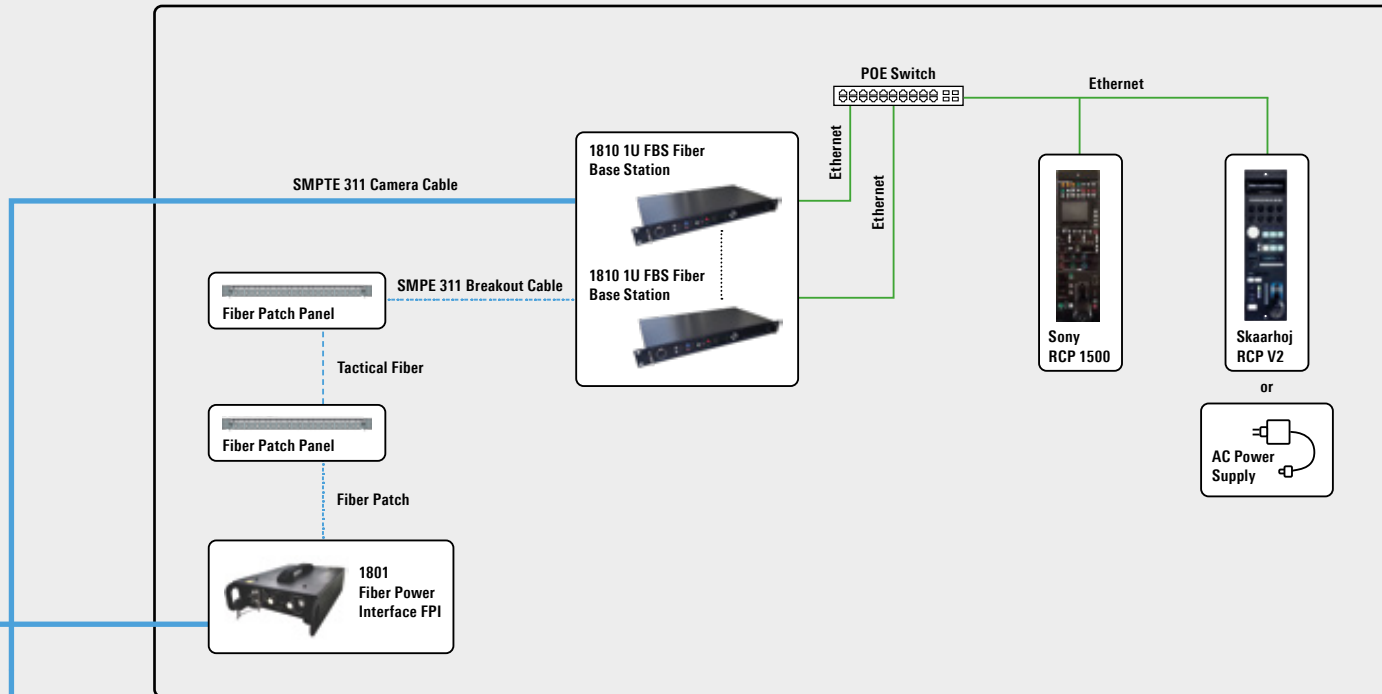 POE Switch
Ethernet
Ethernet
Ethernet
1810 1U FBS Fiber
Base Station
SMPTE 311 Camera Cable
1810 1U FBS Fiber
Base Station
SMPE 311 Breakout Cable
Fiber Patch Panel
Sony
RCP 1500
Skaarhoj
RCP V2
Tactical Fiber
or
Fiber Patch Panel
AC Power
Supply
Fiber Patch
1801
Fiber Power
Interface FPI